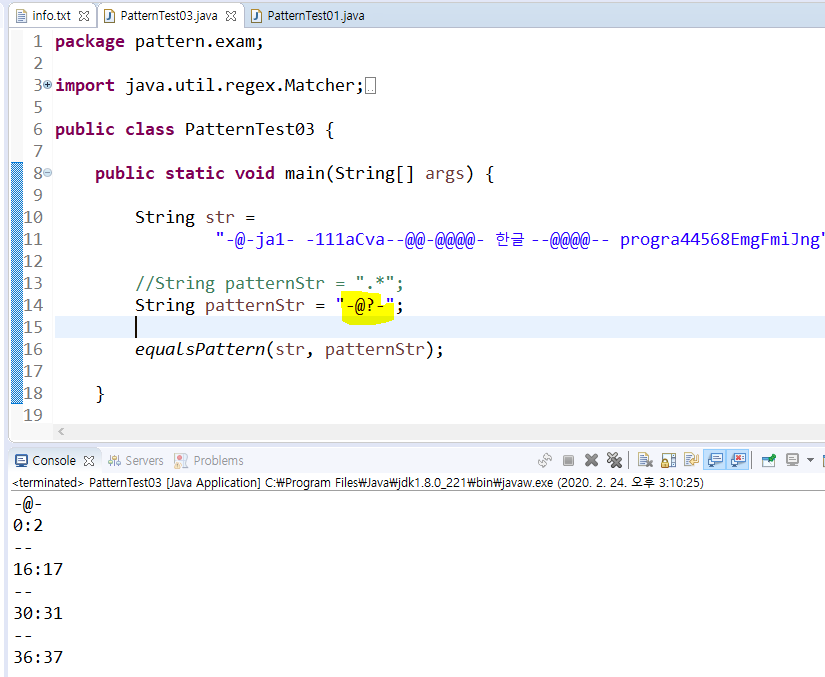 info.txt PatternTest03.java PatternTest01.java
1 package pattern.exam;
2
3 import java.util.regex.Matcher;
5
6 public class PatternTest03 {
7
8 public static void main(String[] args) {
9
10 String str =
11 "-@-ja1- -111aCva--@@-@@@@- 한글 --@@@@-- progra44568EmgFmiJng"
12
13 //String patternStr = ".*";
14 String patternStr = "-@?-";
15
16 equalsPattern(str, patternStr);
17
18 }
19
Console Servers Problems
<terminated> PatternTest03 [Java Application] C:₩Program Files₩Java₩jdk1.8.0_221₩bin₩javaw.exe (2020. 2. 24. 오후 3:10:25)
-@-
0:2
--
16:17
--
30:31
--
36:37